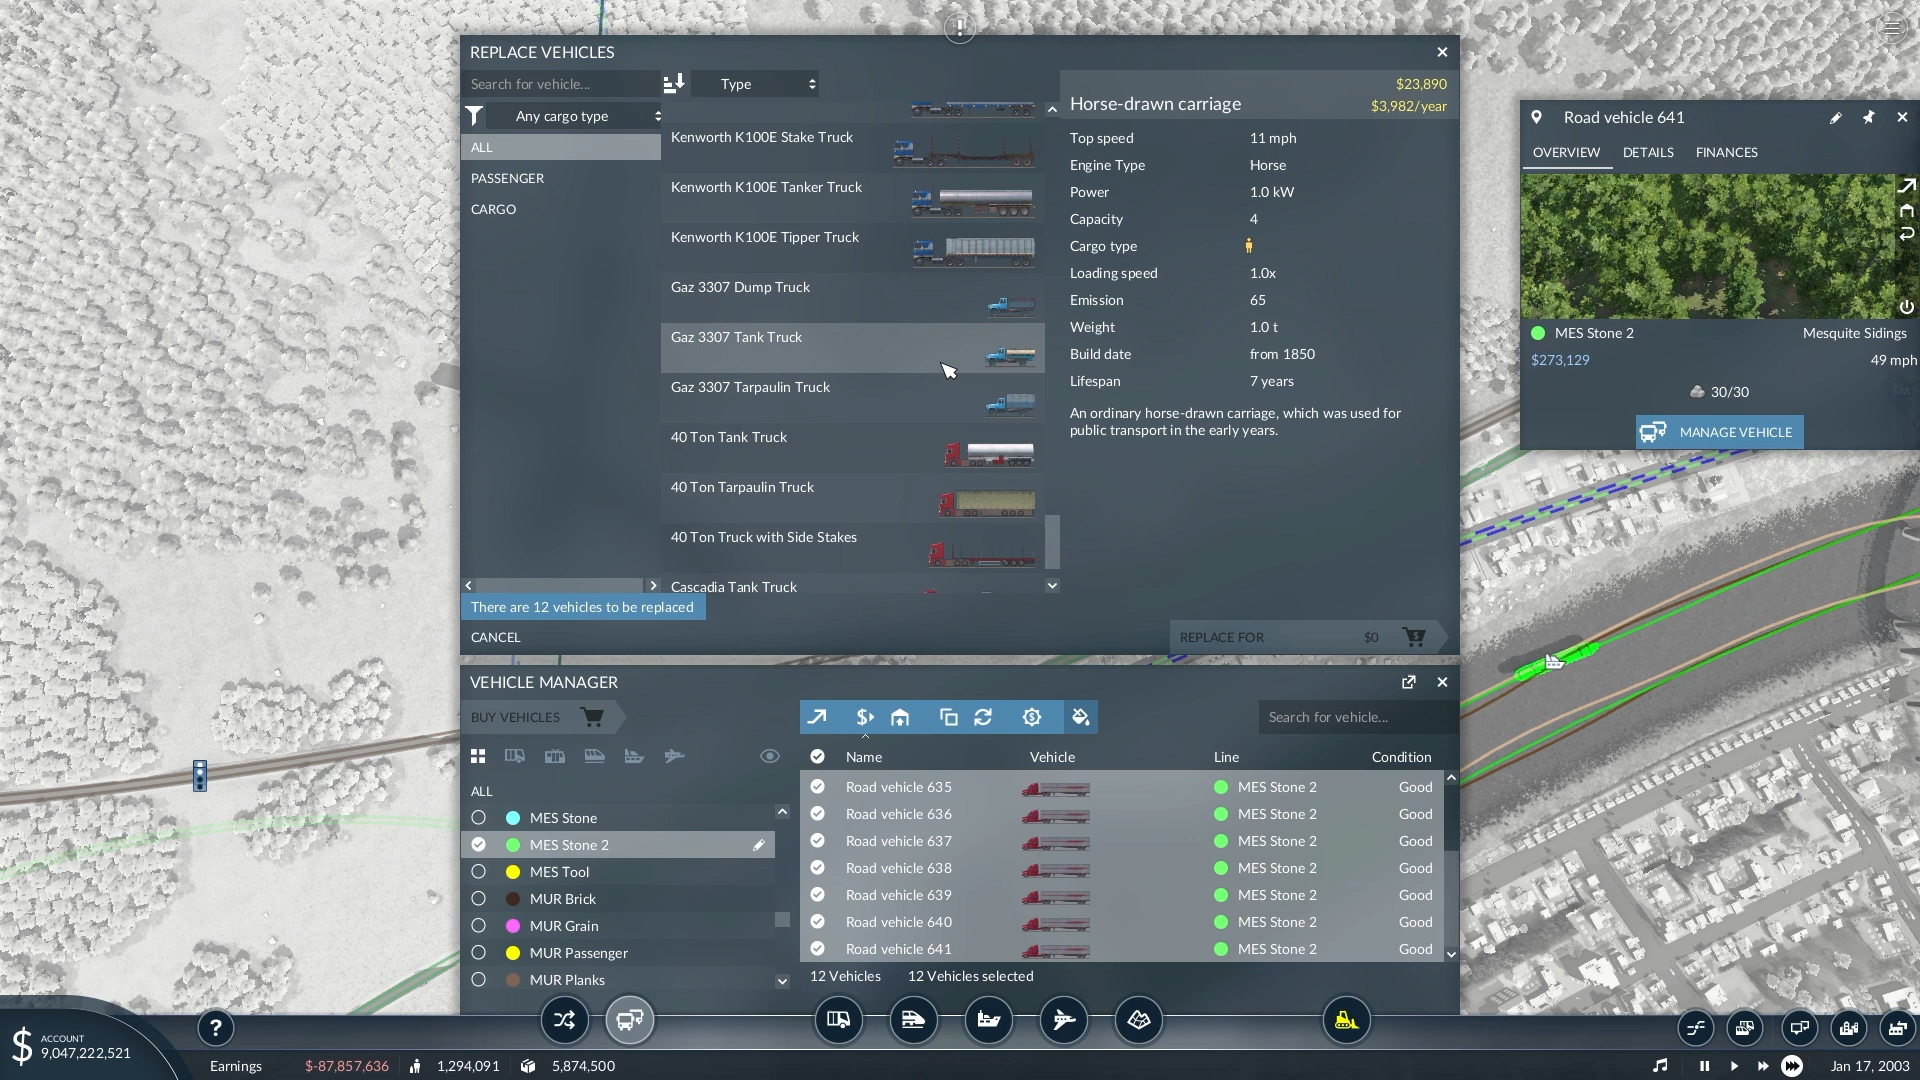 REPLACE VEHICLES
Search for vehicle...
Type
Any cargo type
ALL
PASSENGER
CARGO
Kenworth K100E Stake Truck
Kenworth K100E Tanker Truck
Kenworth K100E Tipper Truck
Gaz 3307 Dump Truck
Gaz 3307 Tank Truck
Gaz 3307 Tarpaulin Truck
40 Ton Tank Truck
40 Ton Tarpaulin Truck
40 Ton Truck with Side Stakes
Cascadia Tank Truck
There are 12 vehicles to be replaced
CANCEL
$23,890
Horse-drawn carriage
$3,982/year
Top speed 11 mph
Engine Type Horse
Power 1.0 kW
Capacity 4
Cargo type
Loading speed 1.0x
Emission 65
Weight 1.0 t
Build date from 1850
Lifespan 7 years
An ordinary horse-drawn carriage, which was used for
public transport in the early years.
REPLACE FOR $0
Road vehicle 641
OVERVIEW DETAILS FINANCES
MES Stone 2 Mesquite Sidings
$273,129 49 mph
30/30
MANAGE VEHICLE
VEHICLE MANAGER
BUY VEHICLES
Search for vehicle...
ALL
MES Stone
MES Stone 2
MES Tool
MUR Brick
MUR Grain
MUR Passenger
MUR Planks
Name Vehicle Line Condition
Road vehicle 635 MES Stone 2 Good
Road vehicle 636 MES Stone 2 Good
Road vehicle 637 MES Stone 2 Good
Road vehicle 638 MES Stone 2 Good
Road vehicle 639 MES Stone 2 Good
Road vehicle 640 MES Stone 2 Good
Road vehicle 641 MES Stone 2 Good
12 Vehicles 12 Vehicles selected
$ ACCOUNT
9,047,222,521
?
Earnings $-87,857,636 1,294,091 5,874,500
Jan 17, 2003